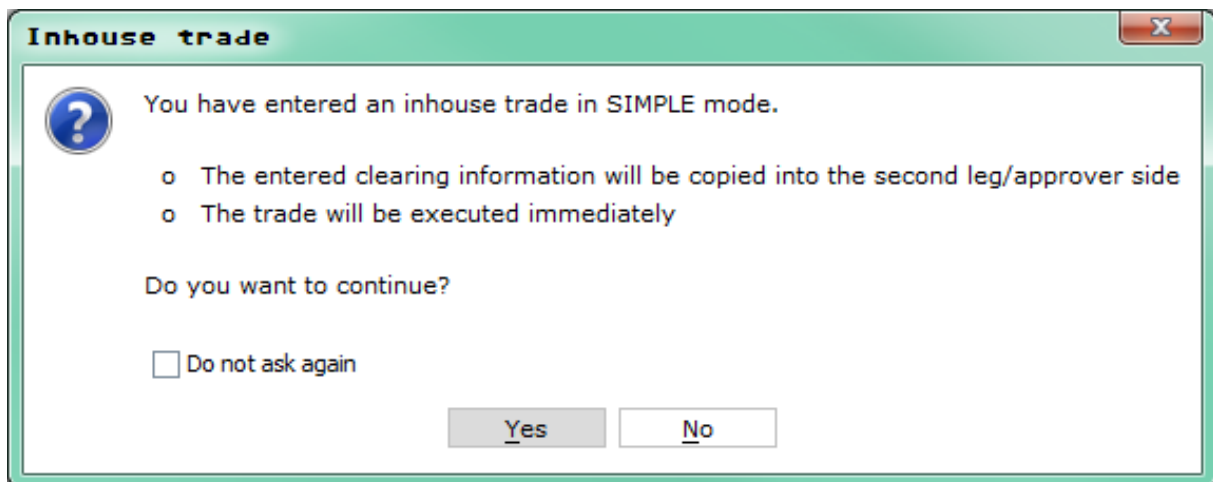 Inhouse trade
You have entered an inhouse trade in SIMPLE mode.
o The entered clearing information will be copied into the second leg/approver side
o The trade will be executed immediately
Do you want to continue?
Do not ask again
Yes No